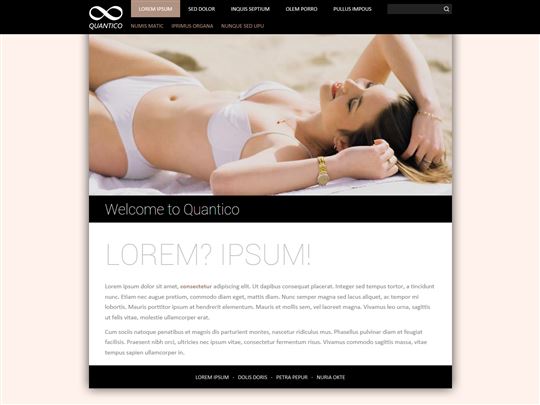 LOREM IPSUM SED DOLOR INQUIS SEPTIUM OLEM PORRO PULLUS IMPOUS
QUANTICO
NUMIS MATIC IPRIMUS ORGANA NUNQUE SED UPU
Welcome to Quantico
LOREM? IPSUM!
Lorem ipsum dolor sit amet, consectetur adipiscing elit. Ut dapibus consequat placerat. Integer sed tempus tortor, a tincidunt
nunc. Etiam nec augue pretium, commodo diam eget, mattis diam. Nunc semper magna sed lacus aliquet, ac tempor mi
lobortis. Mauris porttitor ipsum at hendrerit elementum. Mauris et mollis sem, vel laoreet magna. Vivamus leo urna, sagittis
ut felis vitae, molestie ullamcorper erat.
Cum sociis natoque penatibus et magnis dis parturient montes, nascetur ridiculus mus. Phasellus pulvinar diam et feugiat
facilisis. Praesent nibh orci, ultricies nec ipsum vitae, consectetur fermentum risus. Vivamus commodo sagittis massa, vitae
tempus sapien ullamcorper in.
LOREM IPSUM - DOLIS DORIS - PETRA PEPUR - NURIA OKTE